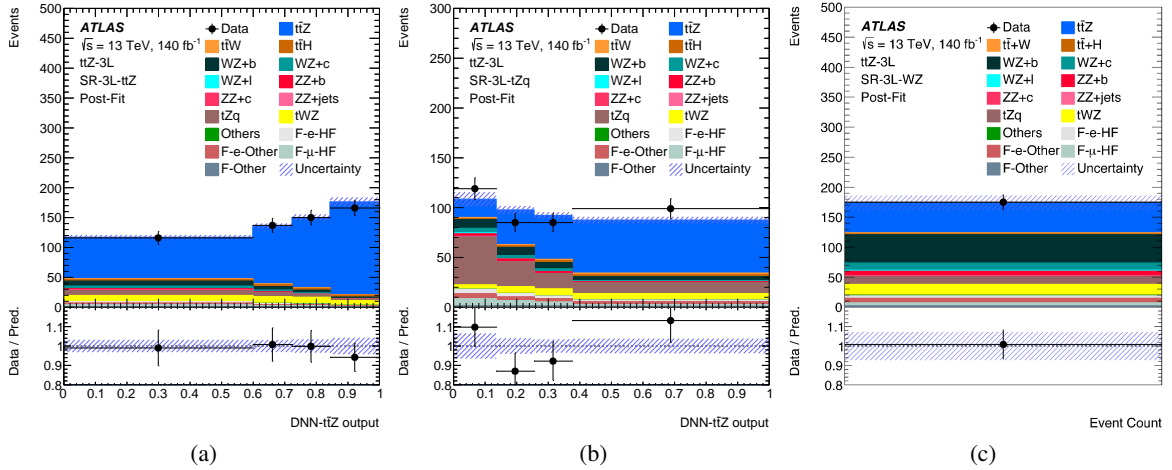 Events
500
450
400
350
300
250
200
150
100
50
0
ATLAS
√s = 13 TeV, 140 fb⁻¹
ttZ-3L
SR-3L-ttZ
Post-Fit
Data
tt̄Z
tt̄W
tt̄H
WZ+b
WZ+c
WZ+l
ZZ+b
ZZ+c
ZZ+jets
tZq
tWZ
Others
F-e-HF
F-e-Other
F-μ-HF
F-Other
Uncertainty
Data / Pred.
1.1
1
0.9
0.8
0 0.1 0.2 0.3 0.4 0.5 0.6 0.7 0.8 0.9 1
DNN-tt̄Z output
(a)
Events
300
250
200
150
100
50
0
ATLAS
√s = 13 TeV, 140 fb⁻¹
ttZ-3L
SR-3L-tZq
Post-Fit
Data
tt̄Z
tt̄W
tt̄H
WZ+b
WZ+c
WZ+l
ZZ+b
ZZ+c
ZZ+jets
tZq
tWZ
Others
F-e-HF
F-e-Other
F-μ-HF
F-Other
Uncertainty
Data / Pred.
1.1
1
0.9
0.8
0 0.1 0.2 0.3 0.4 0.5 0.6 0.7 0.8 0.9 1
DNN-tt̄Z output
(b)
Events
500
450
400
350
300
250
200
150
100
50
0
ATLAS
√s = 13 TeV, 140 fb⁻¹
ttZ-3L
SR-3L-WZ
Post-Fit
Data
tt̄Z
tt̄+W
tt̄+H
WZ+b
WZ+c
WZ+l
ZZ+b
ZZ+c
ZZ+jets
tZq
tWZ
Others
F-e-HF
F-e-Other
F-μ-HF
F-Other
Uncertainty
Data / Pred.
1.1
1
0.9
0.8
Event Count
(c)